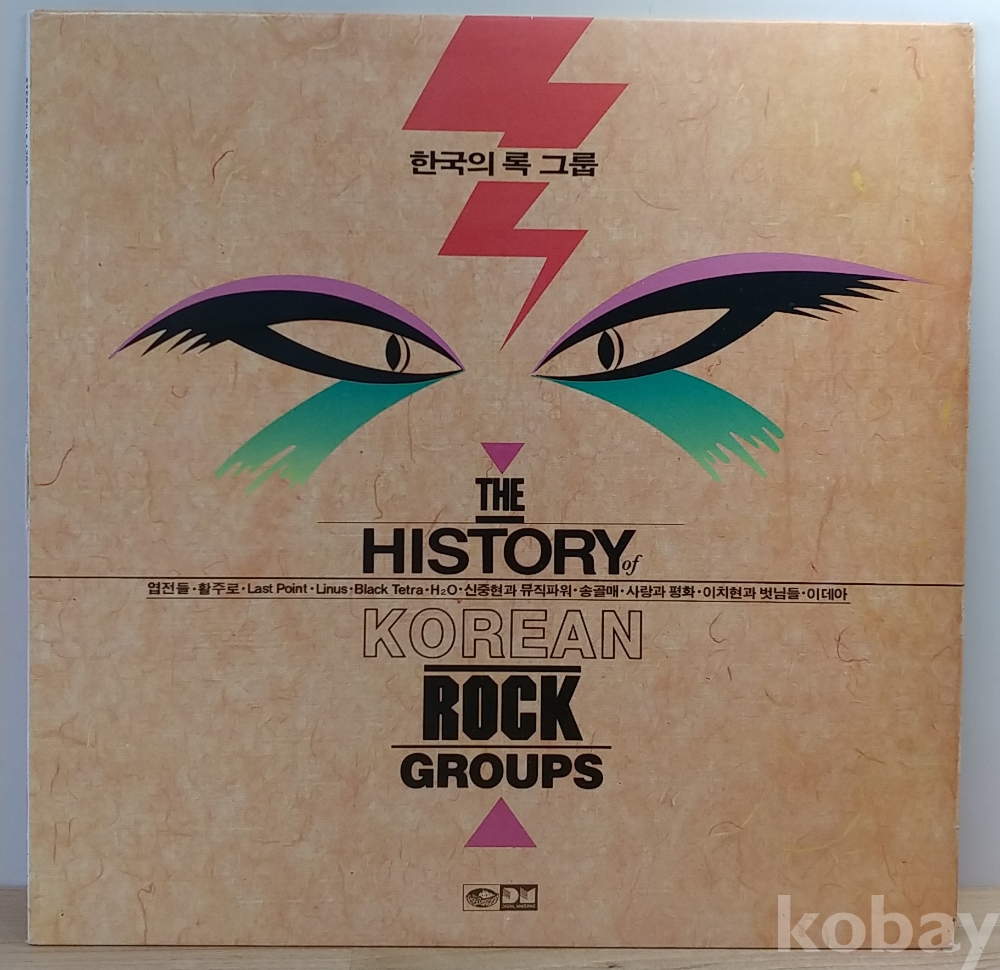 한국의 록 그룹
THE
HISTORY of
엽전들·활주로·Last Point·Linus·Black Tetra·H₂O·신중현과 뮤직파워·송골매·사랑과 평화·이치현과벗님들·이데아
KOREAN
ROCK
GROUPS
kobay